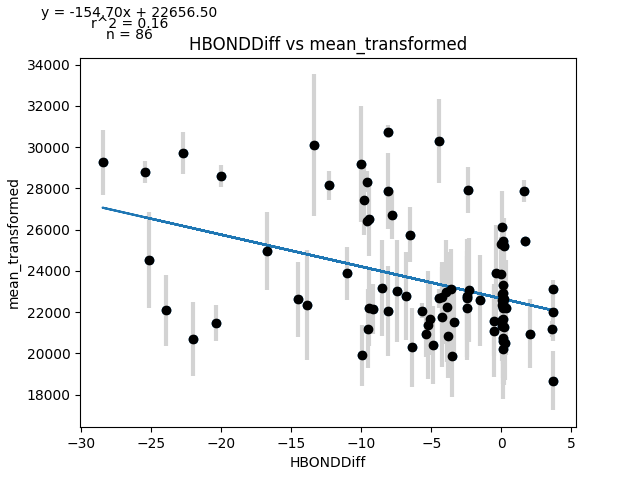 y = -154.70x + 22656.50
r^2 = 0.16
n = 86
HBONDDiff vs mean_transformed
34000
32000
30000
28000
26000
24000
22000
20000
18000
mean_transformed
−30
−25
−20
−15
−10
−5
0
5
HBONDDiff